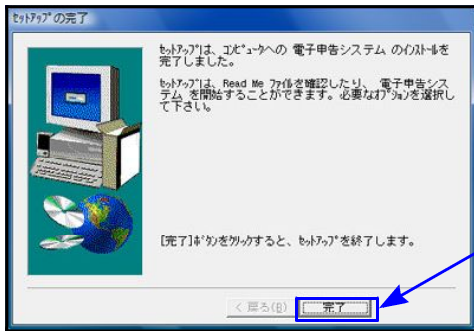 ｾｯﾄｱｯﾌﾟの完了
ｾｯﾄｱｯﾌﾟは、ｺﾝﾋﾟｭｰﾀへの 電子申告システム のｲﾝｽﾄｰﾙを
完了しました。
ｾｯﾄｱｯﾌﾟは、Read Me ﾌｧｲﾙを確認したり、 電子申告シス
テム を開始することができます。必要なｵﾌﾟｼｮﾝを選択し
て下さい。
[完了]ﾎﾞﾀﾝをｸﾘｯｸすると、ｾｯﾄｱｯﾌﾟを終了します。
< 戻る(B)
完了